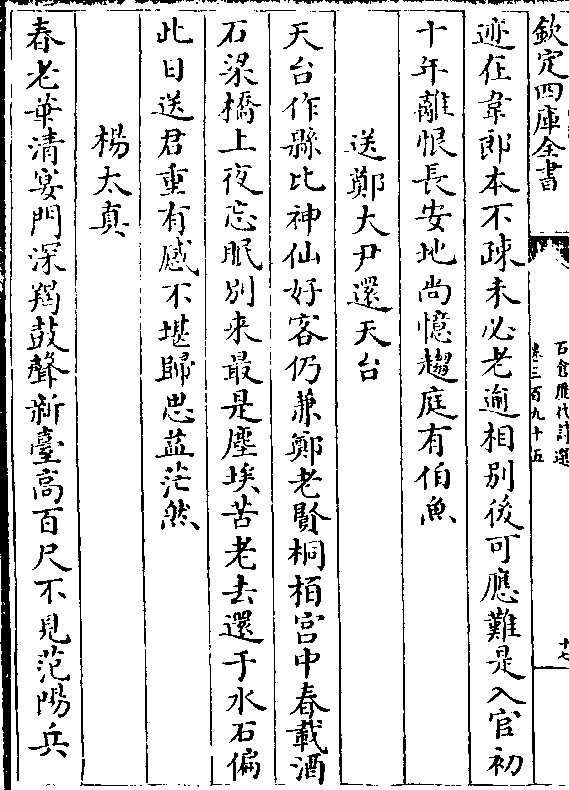 欽定四庫全書
石倉歷代詩選
卷三百九十五
十七
迹在韋郎本不疎未必老逾相別後可應難是入官初
十年離恨長安地尚憶趨庭有伯魚
送鄭大尹還天台
天台作縣比神仙好客仍兼鄭老賢桐栢宮中春載酒
石梁橋上夜忘眠別來最是塵埃苦老去還于水石偏
此日送君重有感不堪歸思益茫然
楊太真
春老華清宴門深羯鼓聲新臺高百尺不見范陽兵